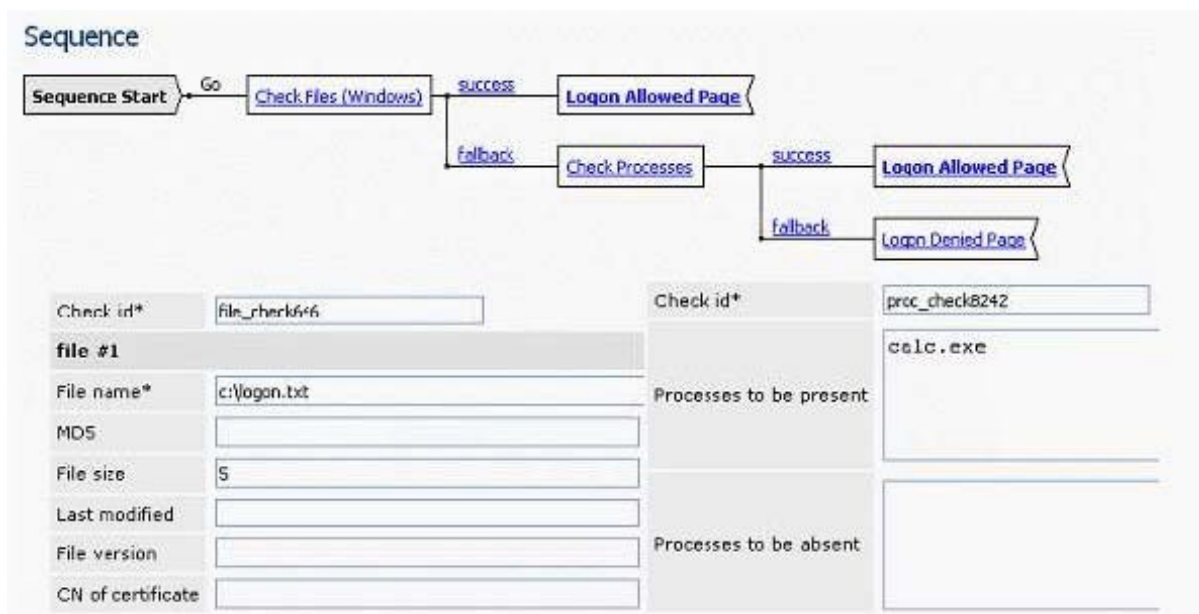 Sequence
Sequence Start
Go
Check Files (Windows)
success
Logon Allowed Page
fallback
Check Processes
success
Logon Allowed Page
fallback
Logon Denied Page
Check id*
file_check646
file #1
File name*
c:\logon.txt
MD5
File size
5
Last modified
File version
CN of certificate
Check id*
proc_check8242
Processes to be present
calc.exe
Processes to be absent